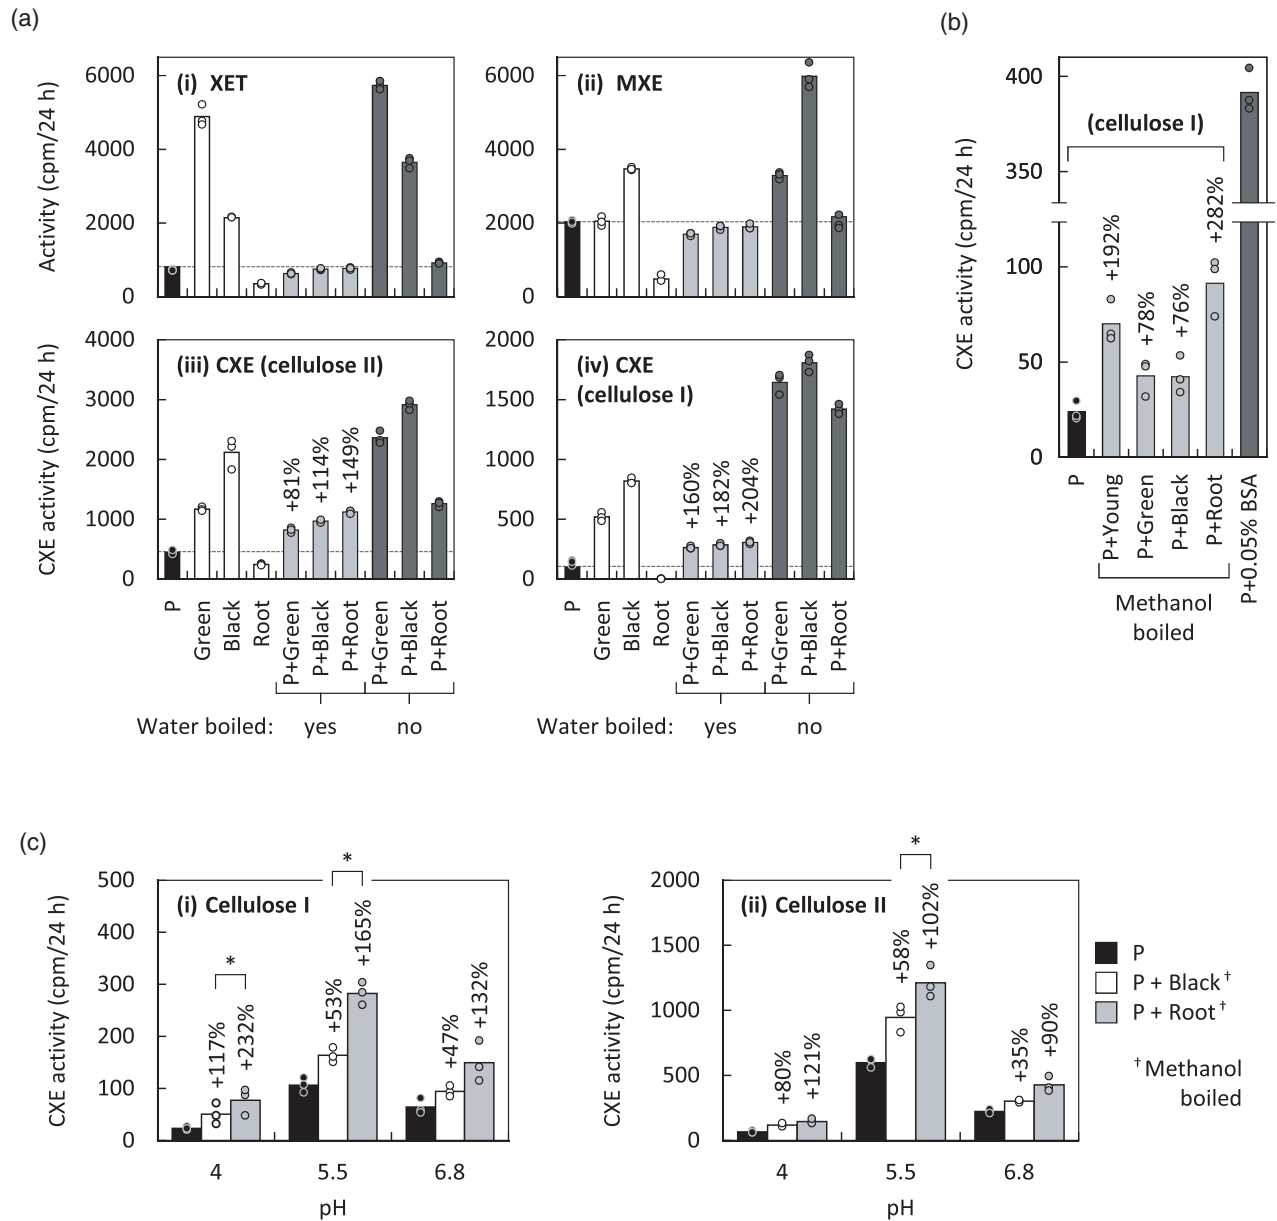 (a)
(i) XET
Activity (cpm/24 h)
6000
4000
2000
0
(ii) MXE
6000
4000
2000
0
(iii) CXE (cellulose II)
CXE activity (cpm/24 h)
4000
3000
2000
1000
0
+81%
+114%
+149%
P
Green
Black
Root
P+Green
P+Black
P+Root
P+Green
P+Black
P+Root
Water boiled:
yes
no
(iv) CXE
(cellulose I)
2000
1500
1000
500
0
+160%
+182%
+204%
P
Green
Black
Root
P+Green
P+Black
P+Root
P+Green
P+Black
P+Root
Water boiled:
yes
no
(b)
CXE activity (cpm/24 h)
400
350
100
50
0
(cellulose I)
+192%
+78%
+76%
+282%
P
P+Young
P+Green
P+Black
P+Root
P+0.05% BSA
Methanol
boiled
(c)
(i) Cellulose I
CXE activity (cpm/24 h)
500
400
300
200
100
0
+117%
+232%
*
+53%
+165%
*
+47%
+132%
4
5.5
6.8
pH
(ii) Cellulose II
CXE activity (cpm/24 h)
2000
1500
1000
500
0
+80%
+121%
+58%
+102%
*
+35%
+90%
4
5.5
6.8
pH
P
P + Black†
P + Root†
†Methanol
boiled